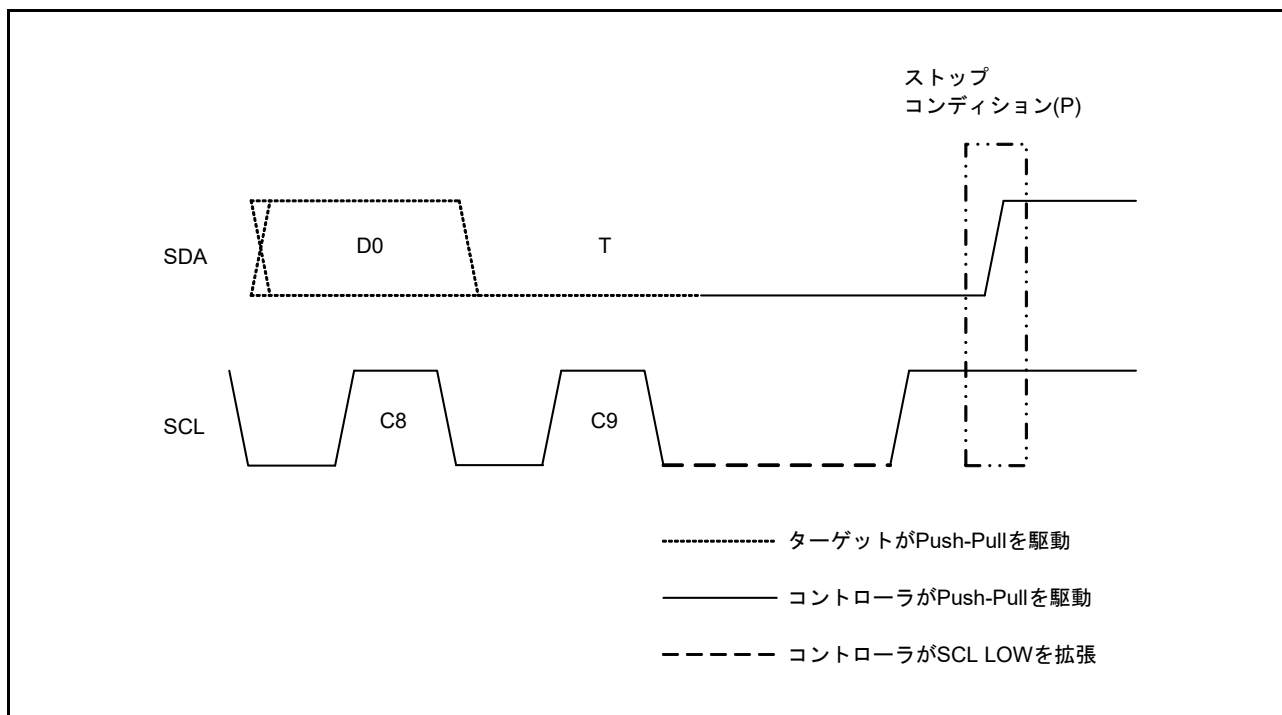 ストップ
コンディション(P)
SDA
D0
T
SCL
C8
C9
ターゲットがPush-Pullを駆動
コントローラがPush-Pullを駆動
コントローラがSCL LOWを拡張